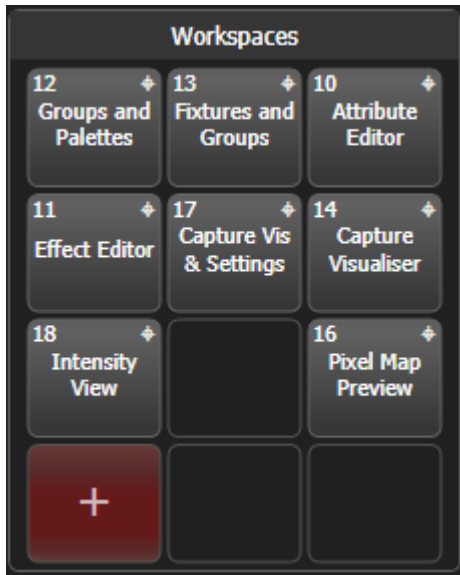 Workspaces
12
Groups and
Palettes
13
Fixtures and
Groups
10
Attribute
Editor
11
Effect Editor
17
Capture Vis
& Settings
14
Capture
Visualiser
18
Intensity
View
16
Pixel Map
Preview
+